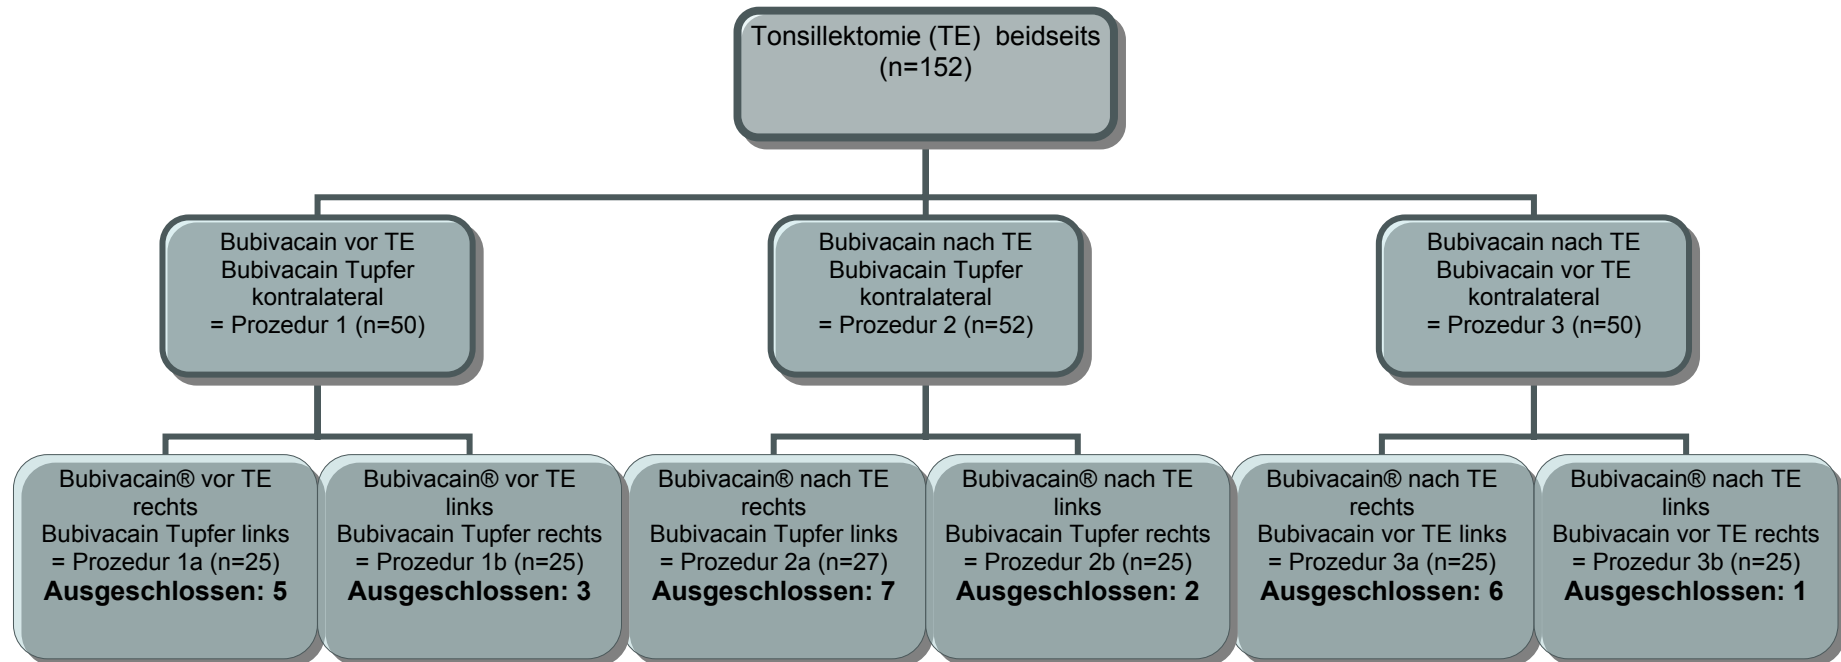 Tonsillektomie (TE) beidseits
(n=152)
Bubivacain vor TE
Bubivacain Tupfer
kontralateral
= Prozedur 1 (n=50)
Bubivacain nach TE
Bubivacain Tupfer
kontralateral
= Prozedur 2 (n=52)
Bubivacain nach TE
Bubivacain vor TE
kontralateral
= Prozedur 3 (n=50)
Bubivacain® vor TE
rechts
Bubivacain Tupfer links
= Prozedur 1a (n=25)
Ausgeschlossen: 5
Bubivacain® vor TE
links
Bubivacain Tupfer rechts
= Prozedur 1b (n=25)
Ausgeschlossen: 3
Bubivacain® nach TE
rechts
Bubivacain Tupfer links
= Prozedur 2a (n=27)
Ausgeschlossen: 7
Bubivacain® nach TE
links
Bubivacain Tupfer rechts
= Prozedur 2b (n=25)
Ausgeschlossen: 2
Bubivacain® nach TE
rechts
Bubivacain vor TE links
= Prozedur 3a (n=25)
Ausgeschlossen: 6
Bubivacain® nach TE
links
Bubivacain vor TE rechts
= Prozedur 3b (n=25)
Ausgeschlossen: 1